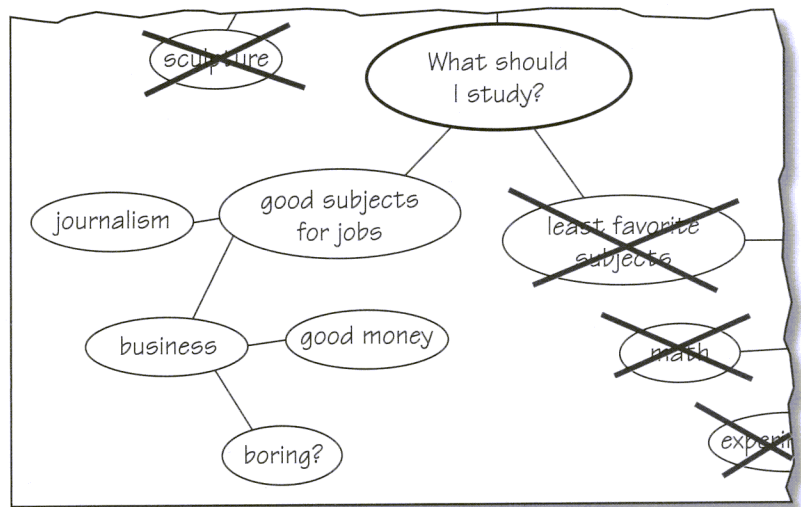 sculpture
What should
I study?
good subjects
for jobs
journalism
least favorite
subjects
business
good money
math
boring?